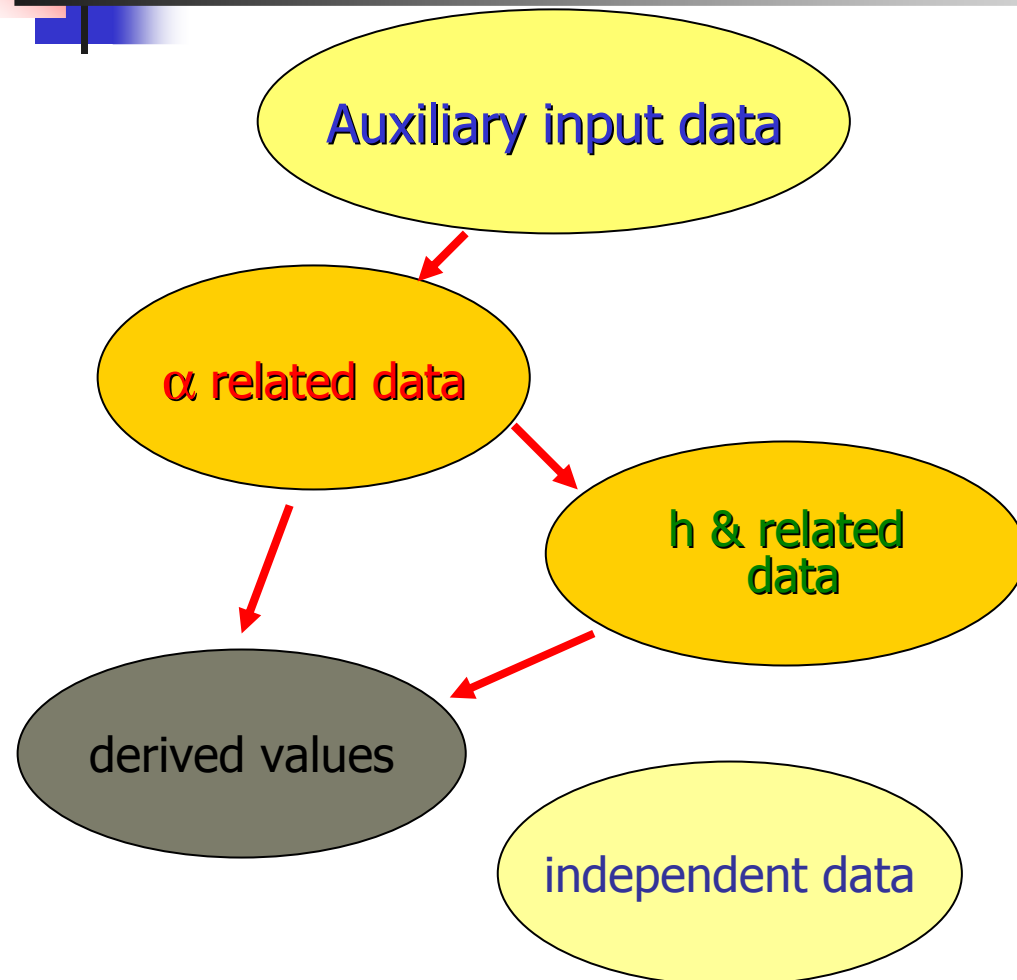 Auxiliary input data
α related data
h & related
data
derived values
independent data